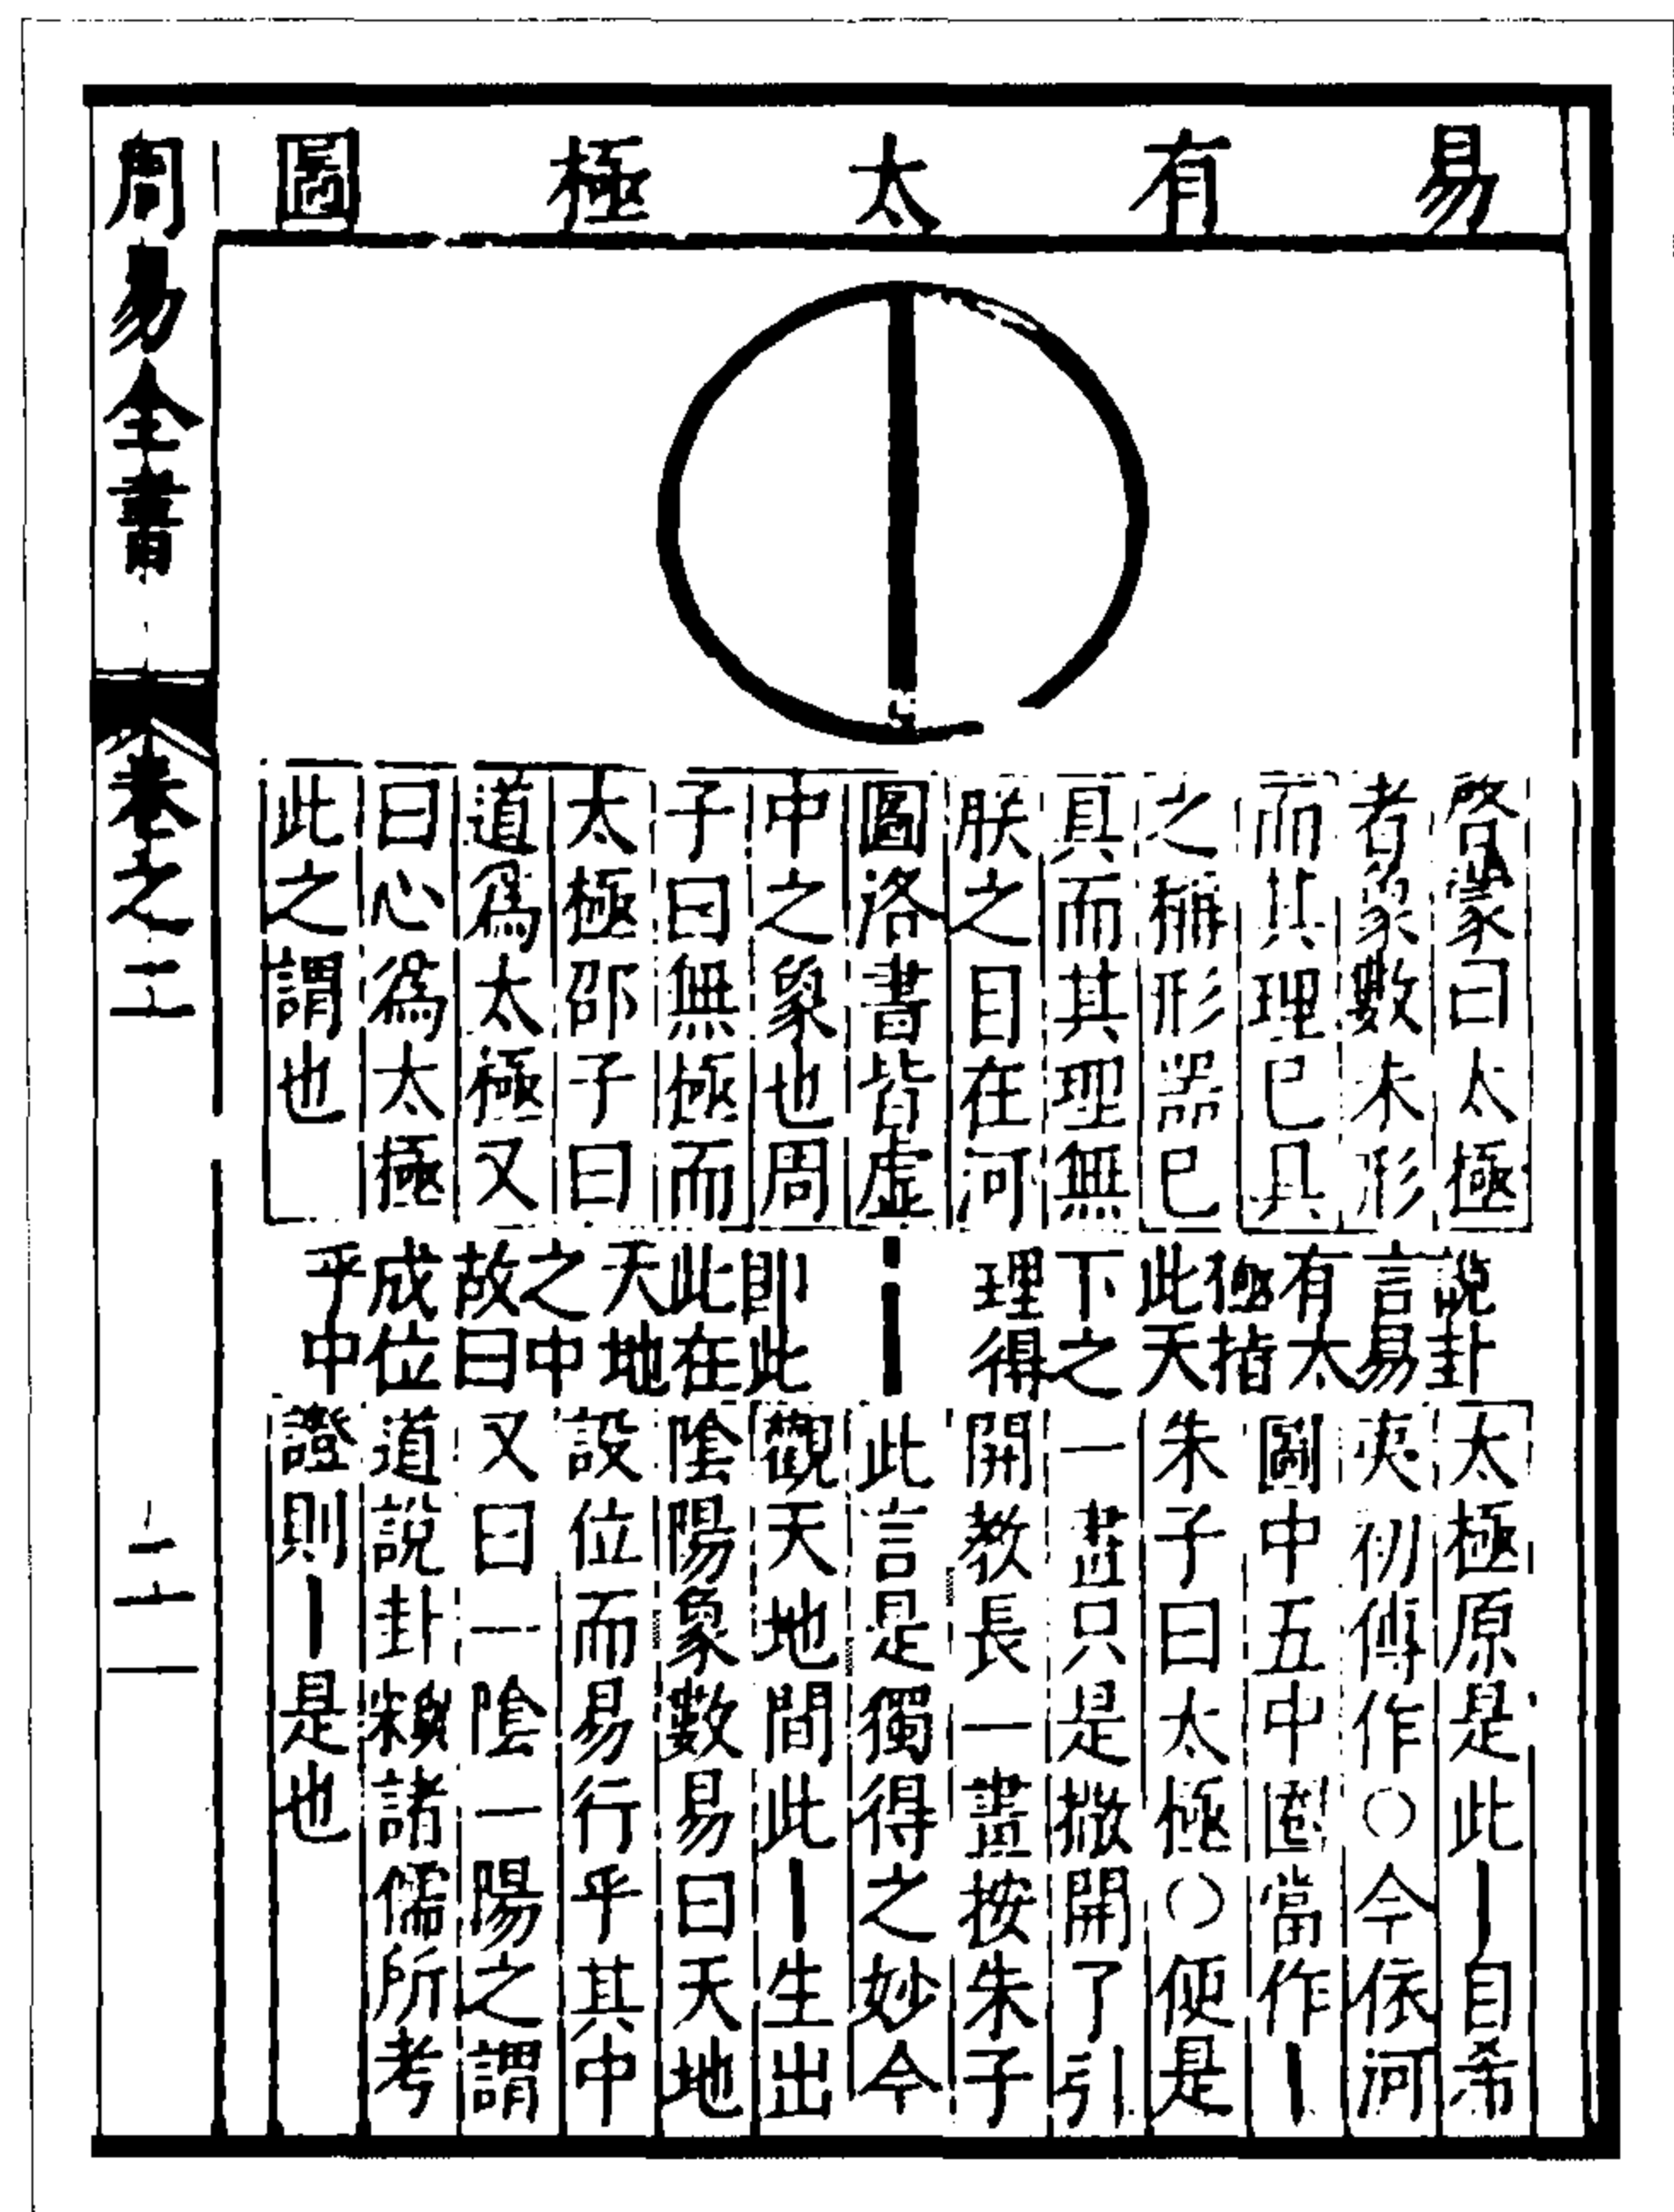 易有太極圖
啓蒙曰太極
者象數未形
而其理已具
之稱形器已
具而其理無
朕之目在河
圖洛書皆虛
中之象也周
子曰無極而
太極邵子曰
道爲太極又
曰心爲太極
此之謂也
說卦
言易
有太
極指
此天
下之
理得
丨
即此
此在
天地
之中
故曰
成位
乎中
太極原是此丨自希
夷初傳作○今依河
圖中五中圈當作丨
朱子曰太極○便是
一畫只是撒開了引
開教長一畫按朱子
此言是獨得之妙今
觀天地間此丨生出
陰陽象數易曰天地
設位而易行乎其中
又曰一陰一陽之謂
道說卦類諸儒所考
證則丨是也
周易全書
卷之二
二